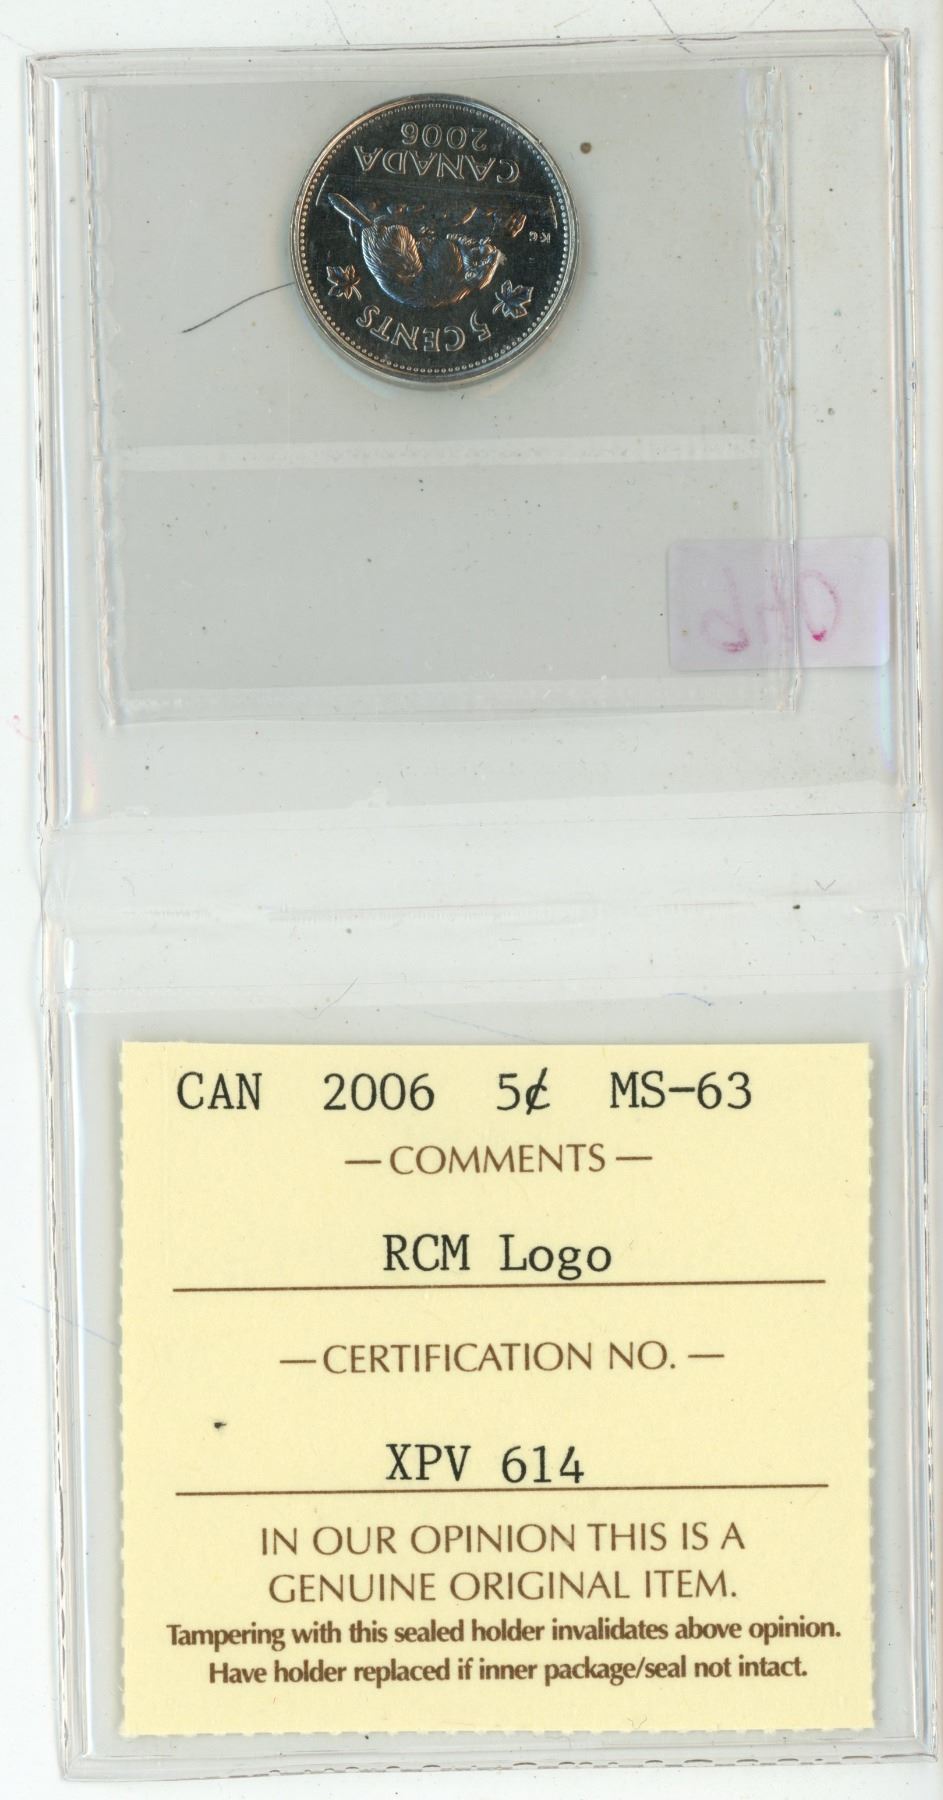 5 CENTS
KG
CANADA
2006
046
CAN 2006 5¢ MS-63
—COMMENTS—
RCM Logo
—CERTIFICATION NO.—
XPV 614
IN OUR OPINION THIS IS A
GENUINE ORIGINAL ITEM.
Tampering with this sealed holder invalidates above opinion.
Have holder replaced if inner package/seal not intact.